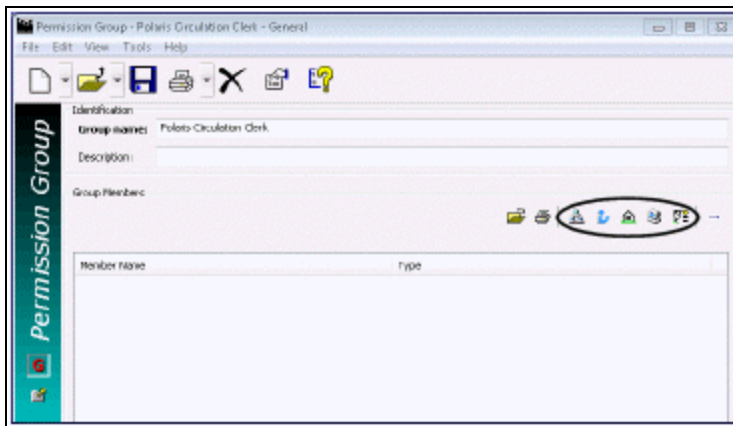 Permission Group - Polaris Circulation Clerk - General
File Edit View Tools Help
Identification
Group name: Polaris Circulation Clerk
Description:
Group Members
Member Name Type
Permission Group
G